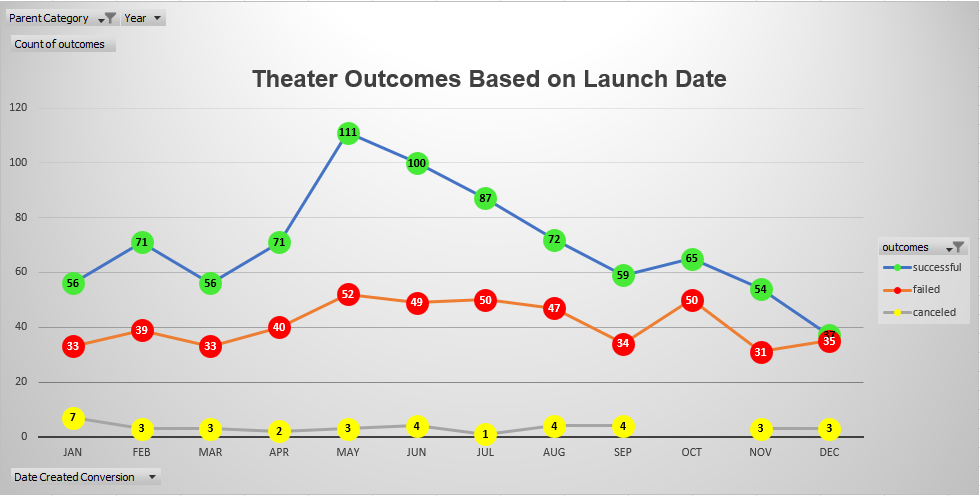 Parent Category Year
Count of outcomes
Theater Outcomes Based on Launch Date
120
100
80
60
40
20
0
111
100
87
71 71 72
56 56 59 65 54 37
52 49 50 47 50
33 39 33 40 34 31 35
7 3 3 2 3 4 1 4 4 3 3
JAN FEB MAR APR MAY JUN JUL AUG SEP OCT NOV DEC
outcomes
successful
failed
canceled
Date Created Conversion